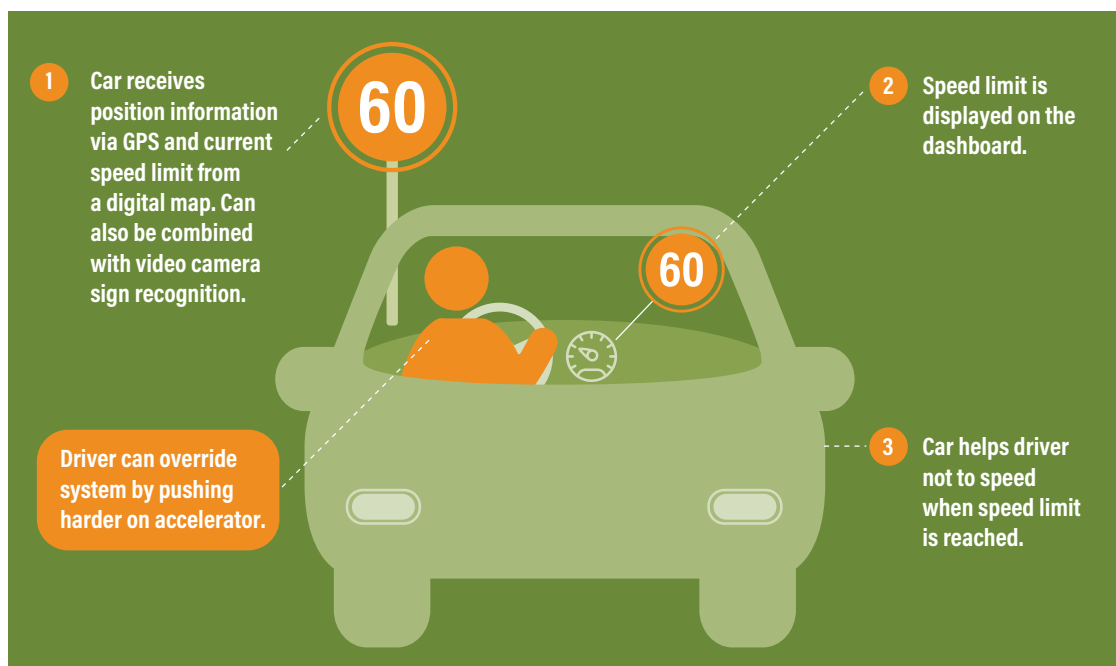 1
Car receives
position information
via GPS and current
speed limit from
a digital map. Can
also be combined
with video camera
sign recognition.
60
2
Speed limit is
displayed on the
dashboard.
60
Driver can override
system by pushing
harder on accelerator.
3
Car helps driver
not to speed
when speed limit
is reached.